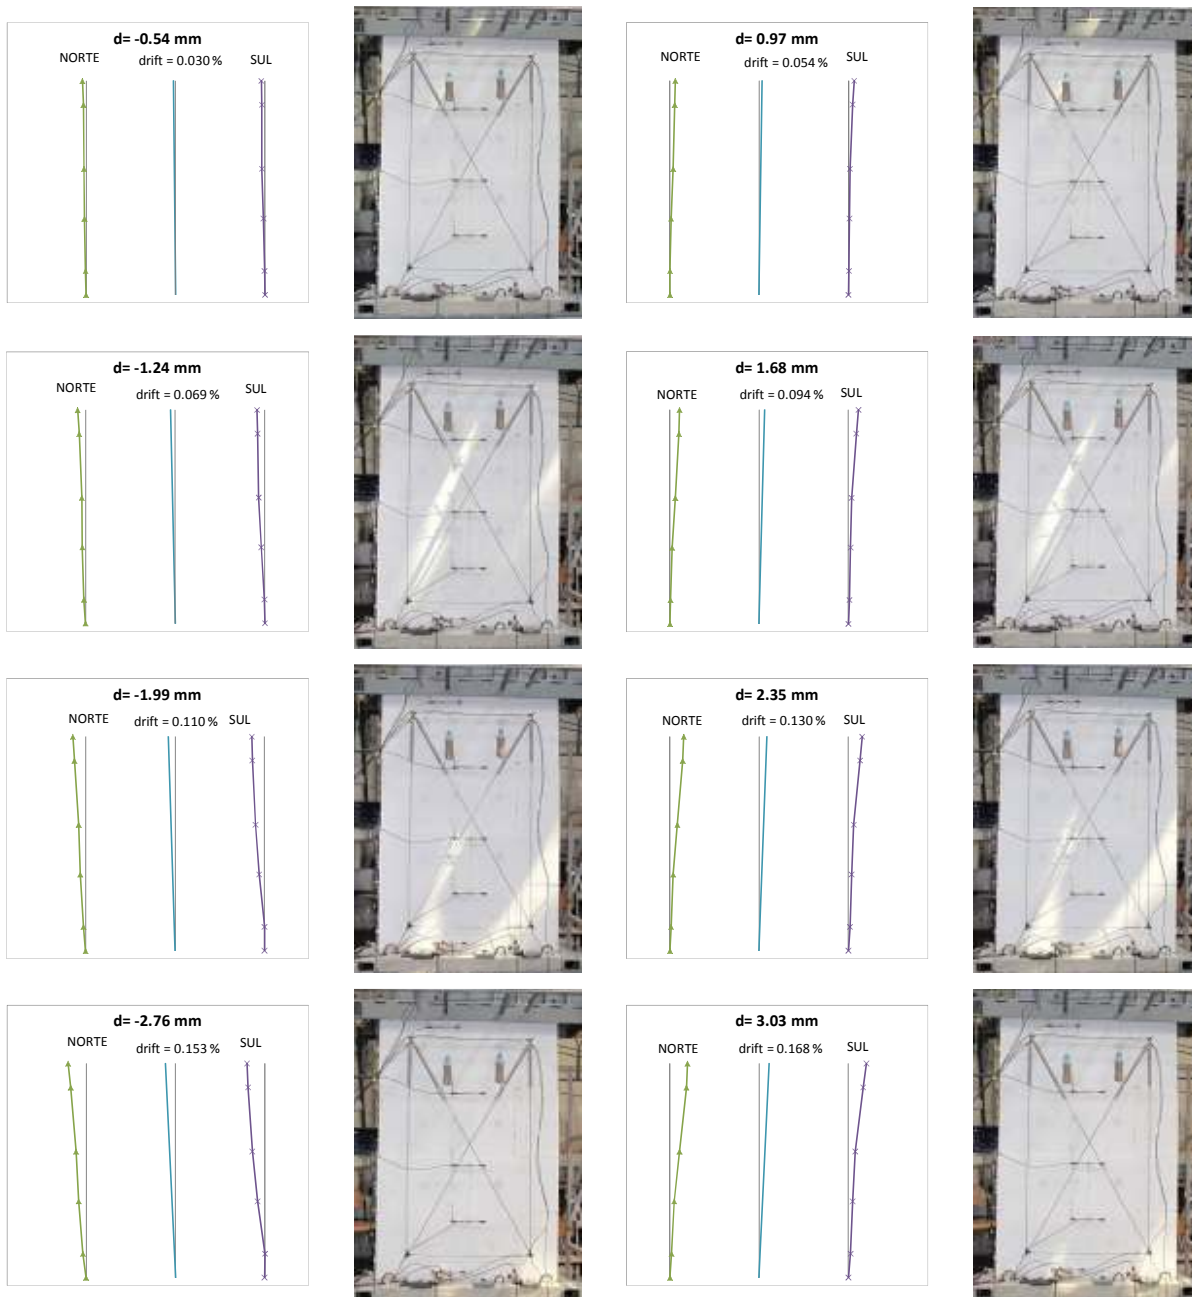 d= -0.54 mm
NORTE drift = 0.030 % SUL
d= 0.97 mm
NORTE drift = 0.054 % SUL
d= -1.24 mm
NORTE drift = 0.069 % SUL
d= 1.68 mm
NORTE drift = 0.094 % SUL
d= -1.99 mm
NORTE drift = 0.110 % SUL
d= 2.35 mm
NORTE drift = 0.130 % SUL
d= -2.76 mm
NORTE drift = 0.153 % SUL
d= 3.03 mm
NORTE drift = 0.168 % SUL